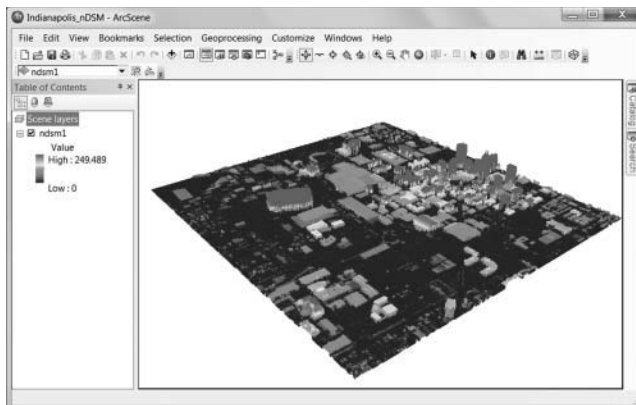 Indianapolis_nDSM - ArcScene
File Edit View Bookmarks Selection Geoprocessing Customize Windows Help
ndsm1
Table of Contents
Scene layers
ndsm1
Value
High : 249.489
Low : 0
Catalog
Search